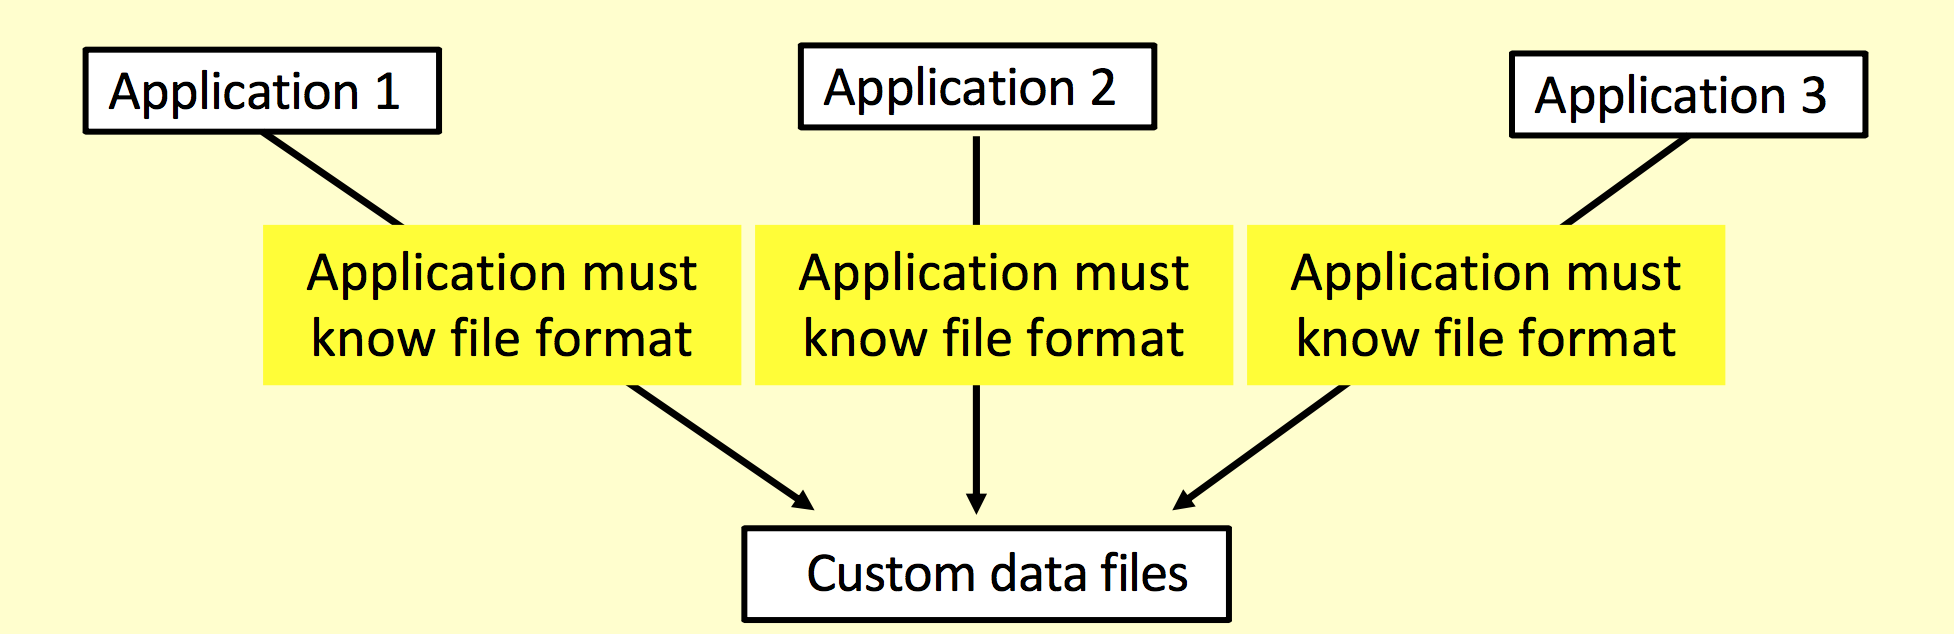 Application 1
Application 2
Application 3
Application must
know file format
Application must
know file format
Application must
know file format
Custom data files